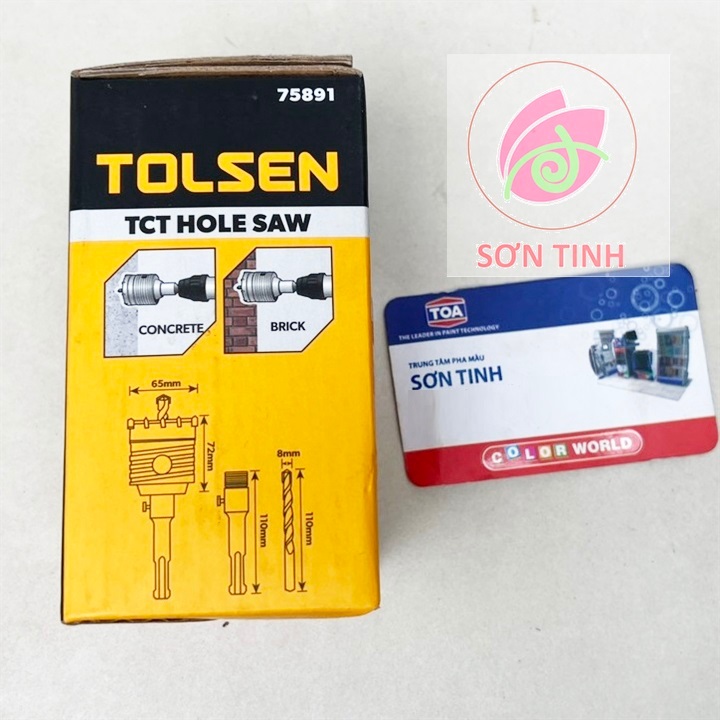 75891
TOLSEN
TCT HOLE SAW
CONCRETE
BRICK
65mm
72mm
110mm
8mm
110mm
SƠN TINH
TOA
THE LEADER IN PAINT TECHNOLOGY
TRUNG TÂM PHA MÀU
SƠN TINH
COLOR WORLD